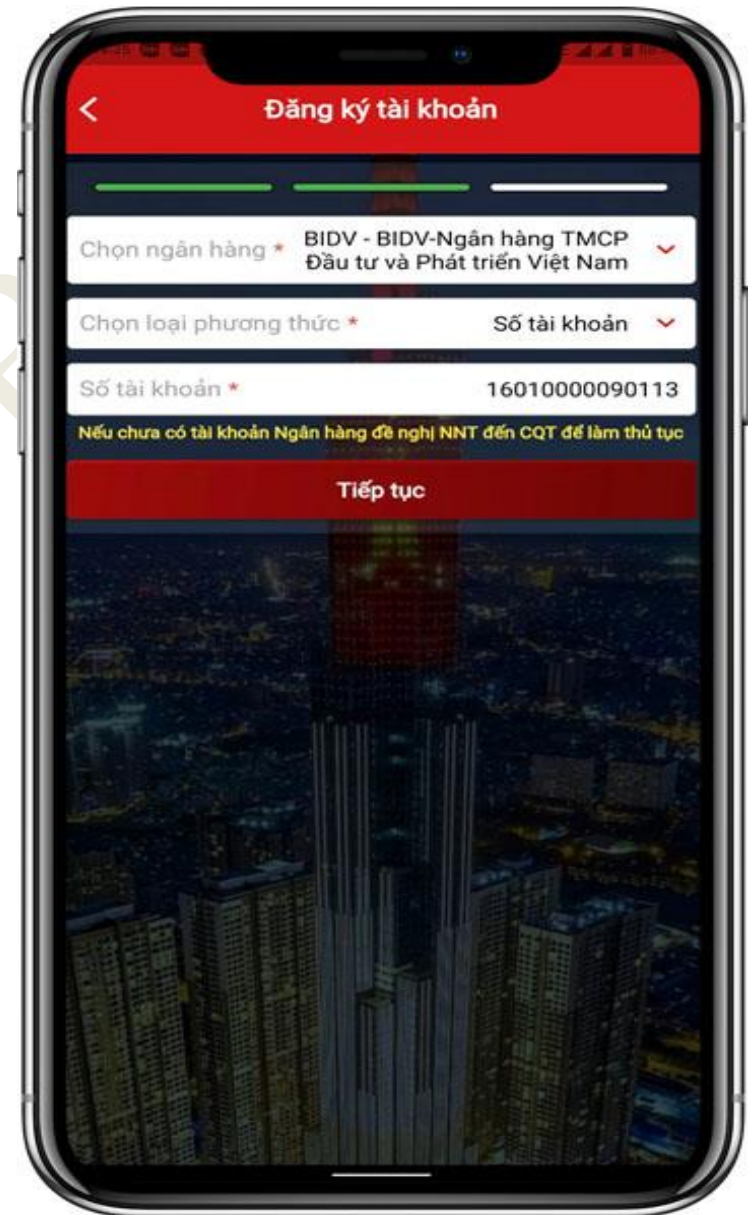 Đăng ký tài khoản
Chọn ngân hàng * BIDV - BIDV-Ngân hàng TMCP
Đầu tư và Phát triển Việt Nam
Chọn loại phương thức * Số tài khoản
Số tài khoản * 16010000090113
Nếu chưa có tài khoản Ngân hàng đề nghị NNT đến CQT để làm thủ tục
Tiếp tục